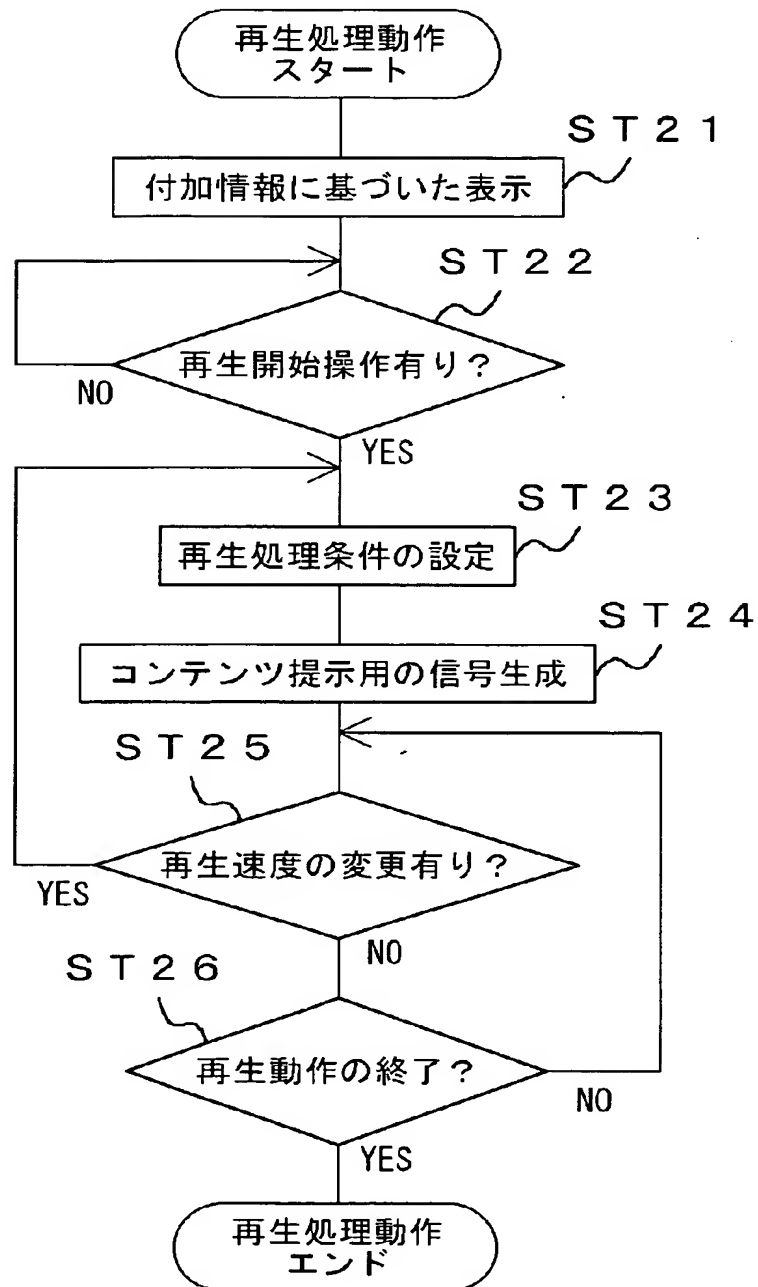 再生処理動作
スタート
ＳＴ２１
付加情報に基づいた表示
ＳＴ２２
再生開始操作有り？
NO
YES
ＳＴ２３
再生処理条件の設定
ＳＴ２４
コンテンツ提示用の信号生成
ＳＴ２５
再生速度の変更有り？
YES
NO
ＳＴ２６
再生動作の終了？
NO
YES
再生処理動作
エンド